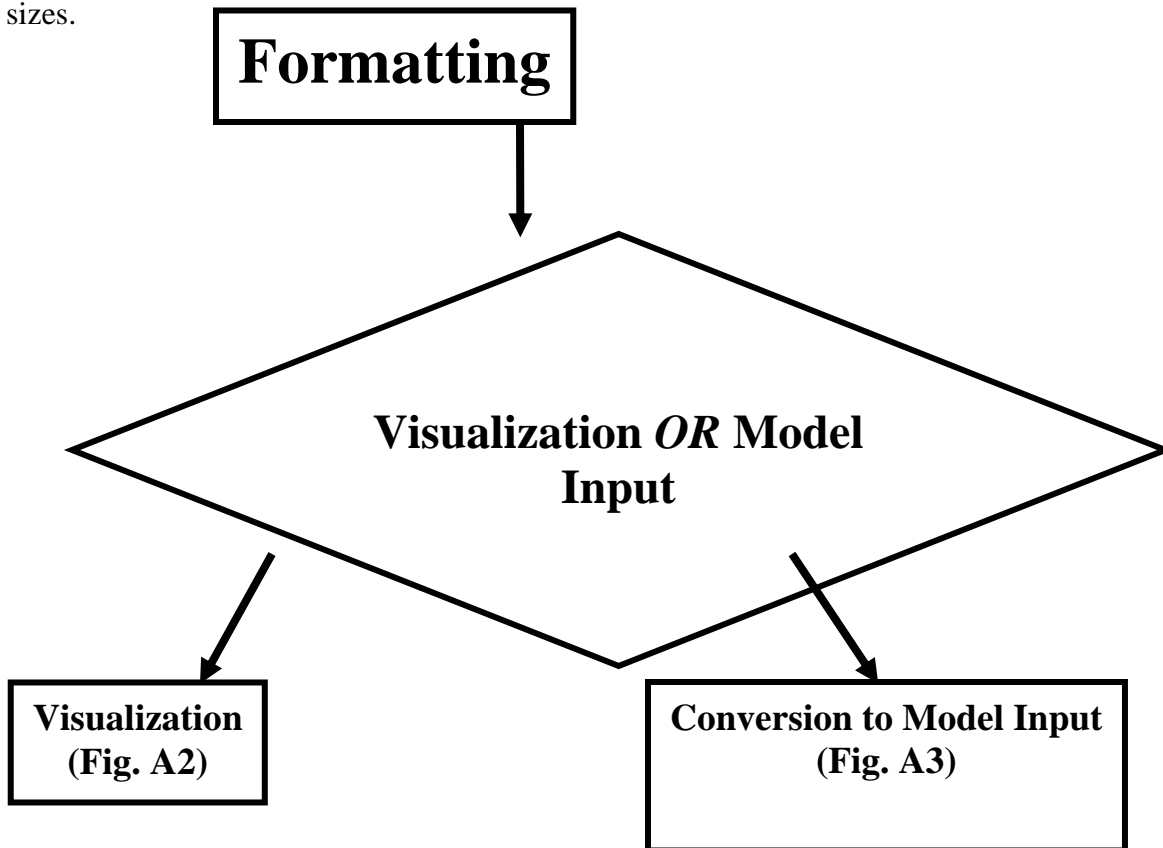 sizes.
Formatting
Visualization OR Model
Input
Visualization
(Fig. A2)
Conversion to Model Input
(Fig. A3)